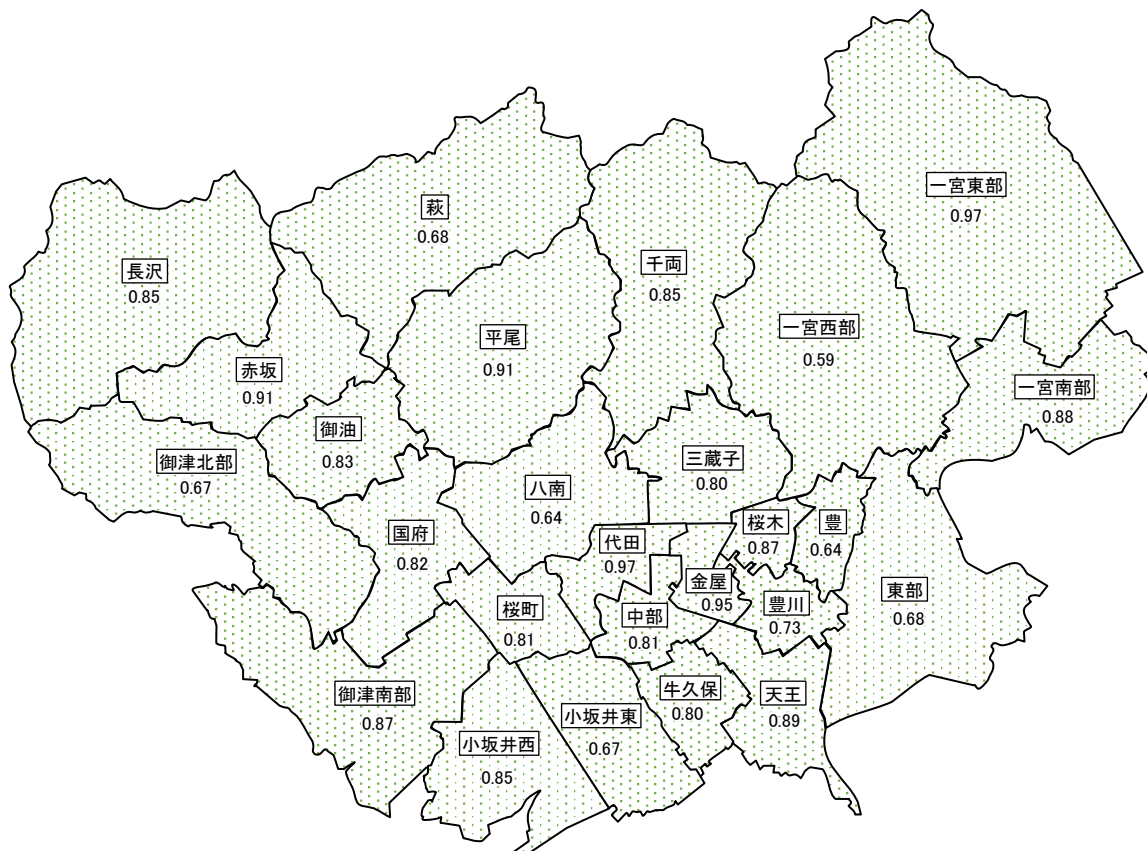 一宮東部
0.97
萩
0.68
千両
0.85
長沢
0.85
一宮西部
0.59
平尾
0.91
赤坂
0.91
一宮南部
0.88
御油
0.83
御津北部
0.67
三蔵子
0.80
八南
0.64
国府
0.82
桜木
0.87
豊
0.64
代田
0.97
金屋
0.95
東部
0.68
豊川
0.73
桜町
0.81
中部
0.81
御津南部
0.87
牛久保
0.80
天王
0.89
小坂井東
0.67
小坂井西
0.85